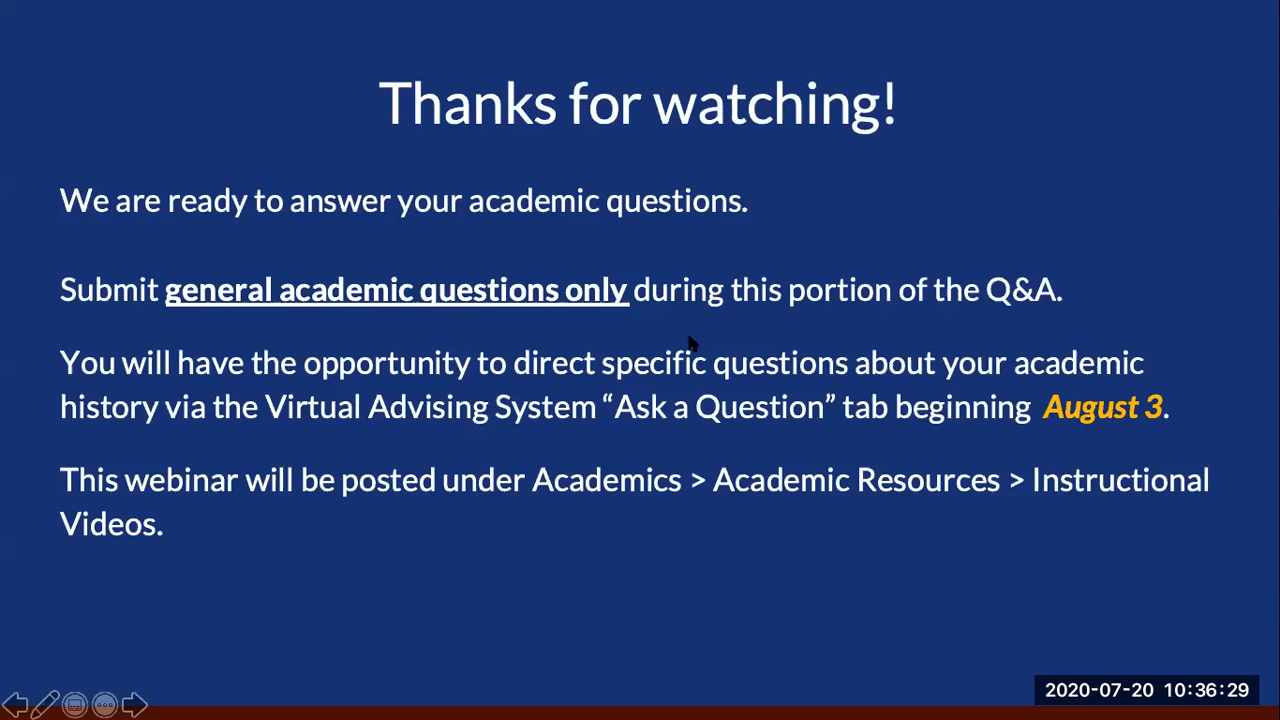 Thanks for watching!
We are ready to answer your academic questions.
Submit general academic questions only during this portion of the Q&A.
You will have the opportunity to direct specific questions about your academic
history via the Virtual Advising System “Ask a Question” tab beginning August 3.
This webinar will be posted under Academics > Academic Resources > Instructional
Videos.
2020-07-20 10:36:29